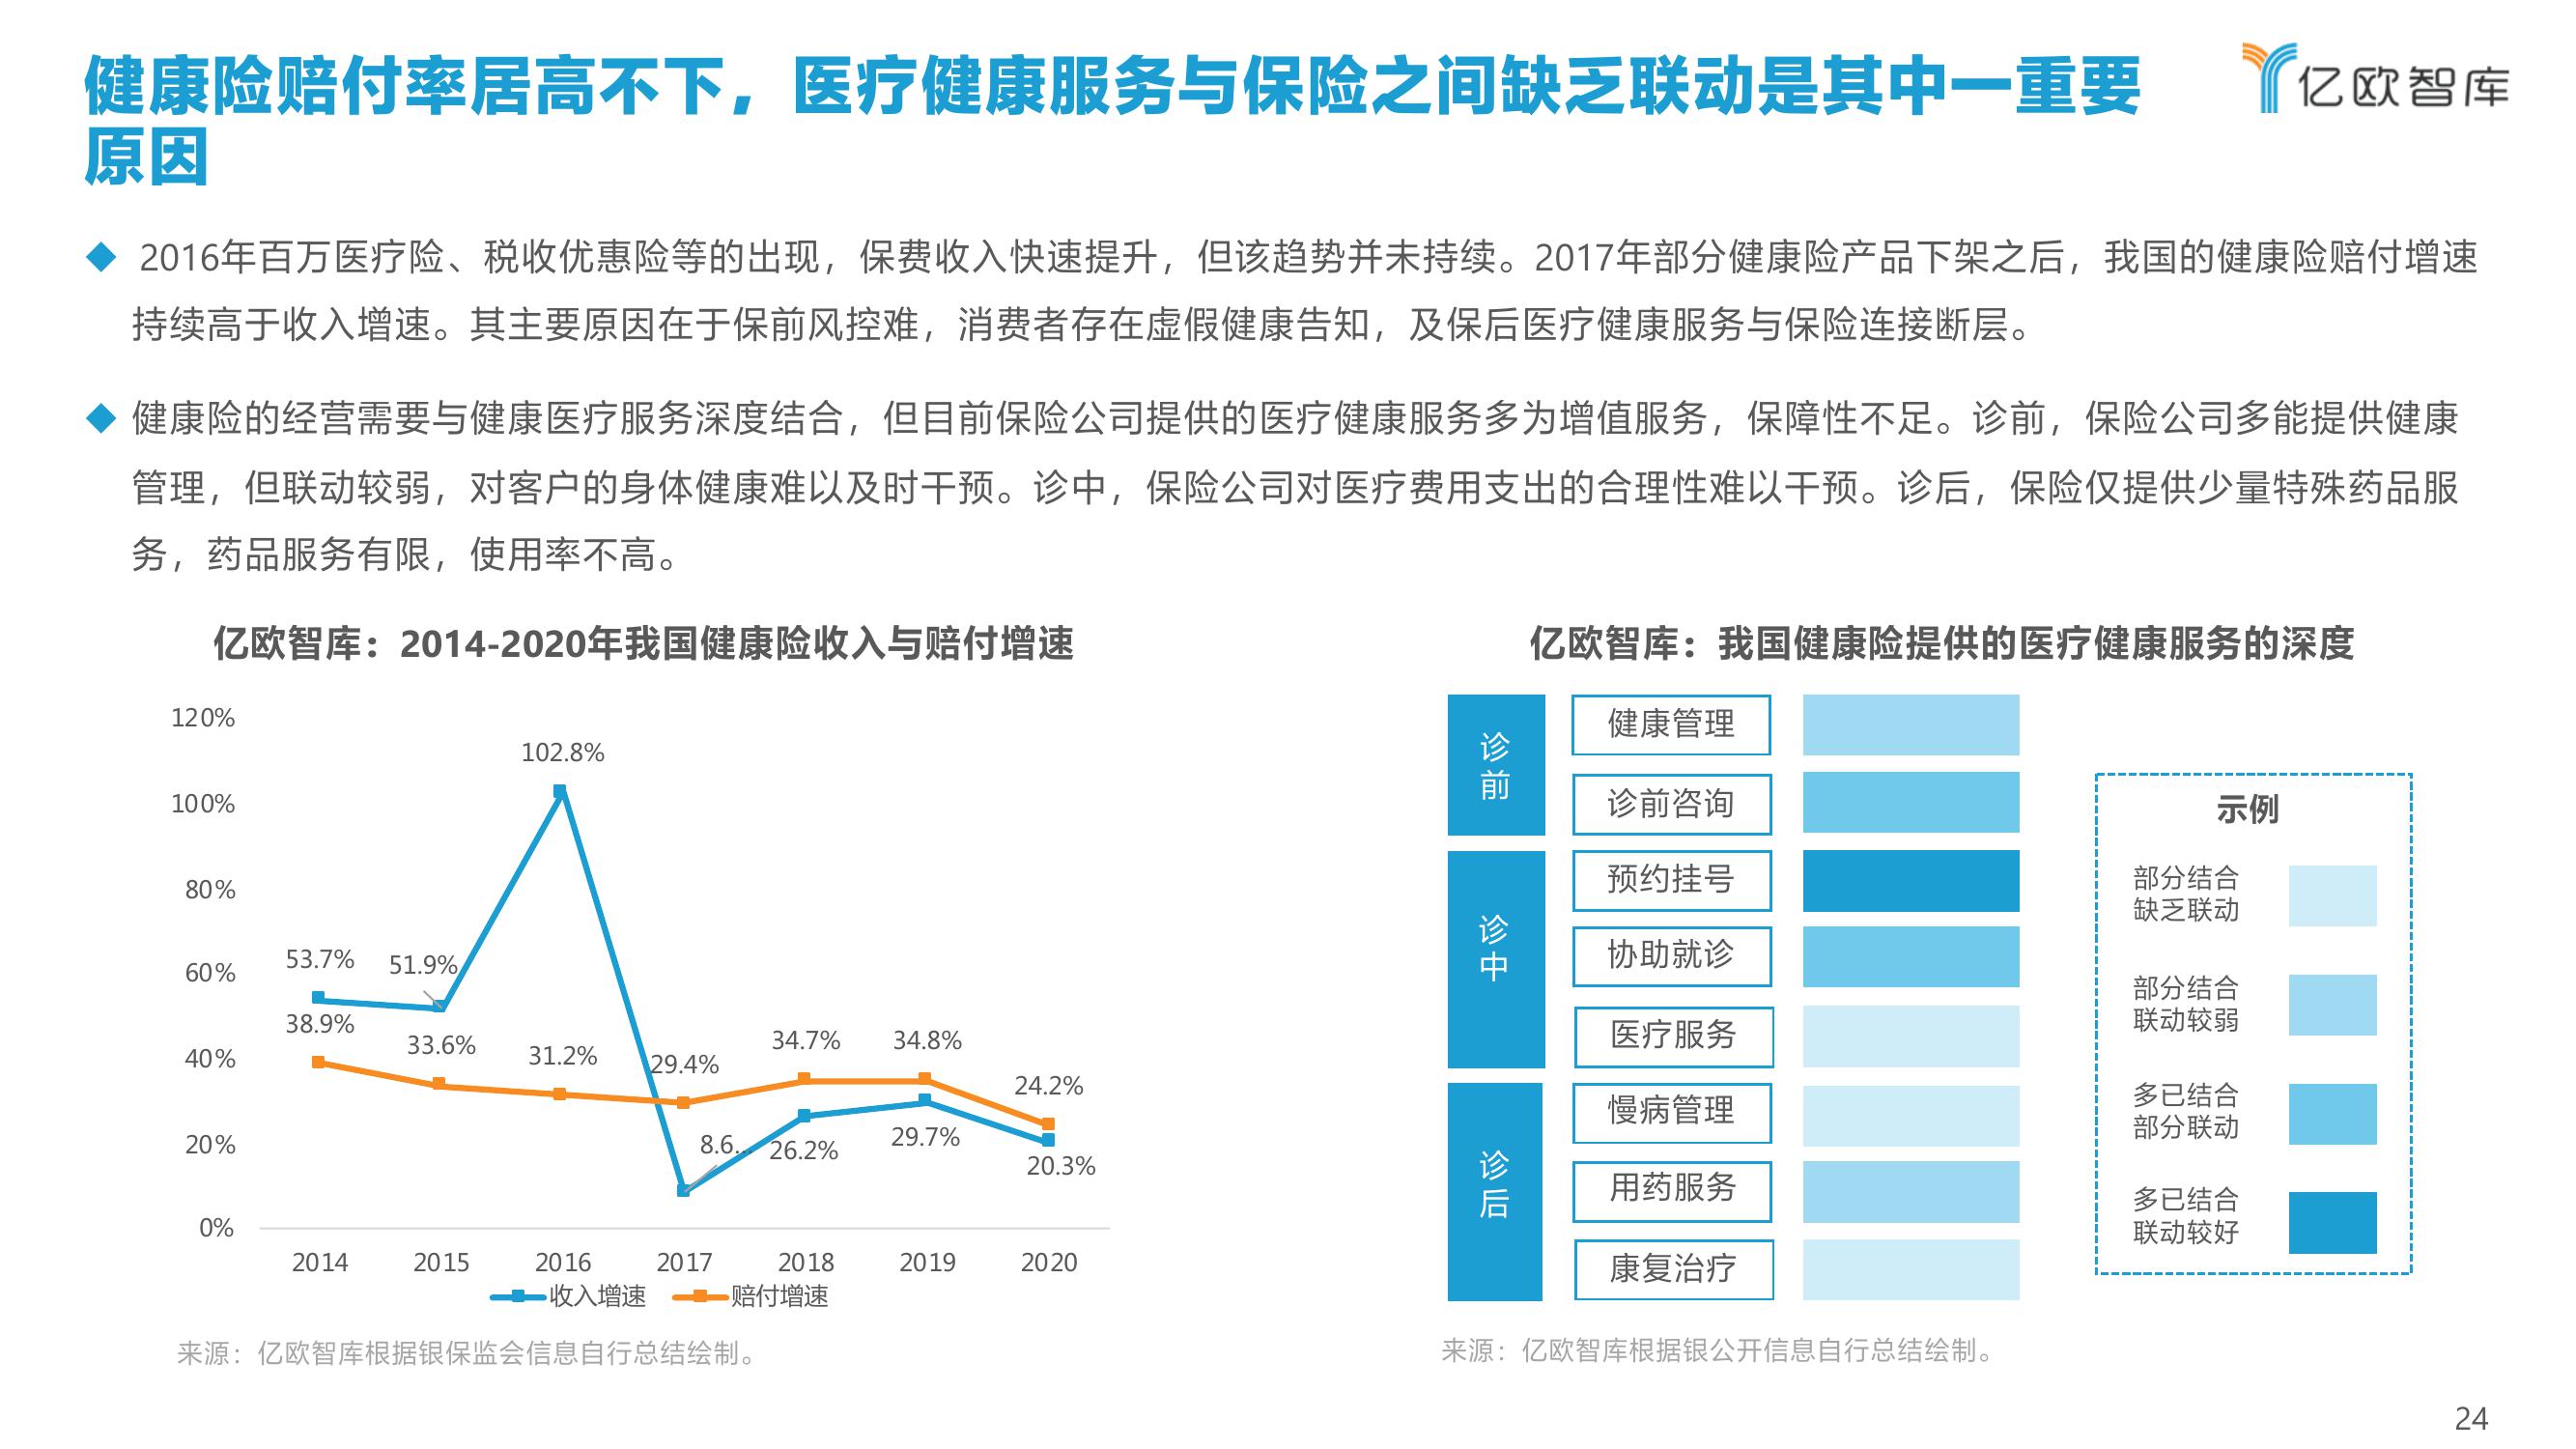 健康险赔付率居高不下，医疗健康服务与保险之间缺乏联动是其中一重要
原因
亿欧智库
2016年百万医疗险、税收优惠险等的出现，保费收入快速提升，但该趋势并未持续。2017年部分健康险产品下架之后，我国的健康险赔付增速
持续高于收入增速。其主要原因在于保前风控难，消费者存在虚假健康告知，及保后医疗健康服务与保险连接断层。
健康险的经营需要与健康医疗服务深度结合，但目前保险公司提供的医疗健康服务多为增值服务，保障性不足。诊前，保险公司多能提供健康
管理，但联动较弱，对客户的身体健康难以及时干预。诊中，保险公司对医疗费用支出的合理性难以干预。诊后，保险仅提供少量特殊药品服
务，药品服务有限，使用率不高。
亿欧智库：2014-2020年我国健康险收入与赔付增速
120%
100%
80%
60%
40%
20%
0%
102.8%
53.7%
51.9%
38.9%
33.6%
31.2%
29.4%
34.7%
34.8%
24.2%
8.6...
26.2%
29.7%
20.3%
2014
2015
2016
2017
2018
2019
2020
收入增速
赔付增速
来源：亿欧智库根据银保监会信息自行总结绘制。
亿欧智库：我国健康险提供的医疗健康服务的深度
诊
前
健康管理
诊前咨询
诊
中
预约挂号
协助就诊
医疗服务
诊
后
慢病管理
用药服务
康复治疗
示例
部分结合
缺乏联动
部分结合
联动较弱
多已结合
部分联动
多已结合
联动较好
来源：亿欧智库根据银公开信息自行总结绘制。
24